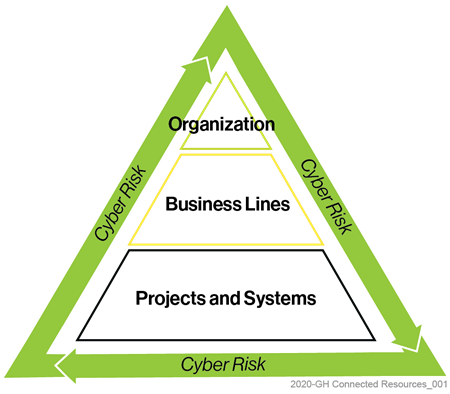 Organization
Cyber Risk
Cyber Risk
Business Lines
Projects and Systems
Cyber Risk
2020-GH Connected Resources_001